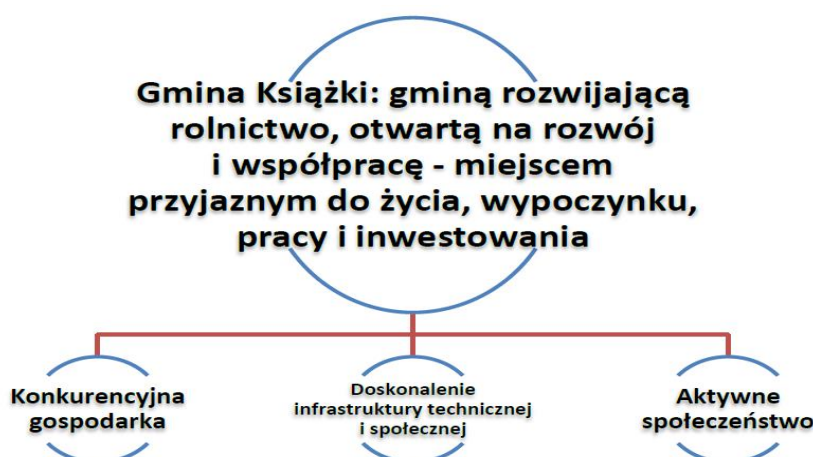 Gmina Książki: gminą rozwijającą
rolnictwo, otwartą na rozwój
i współpracę - miejscem
przyjaznym do życia, wypoczynku,
pracy i inwestowania
Konkurencyjna
gospodarka
Doskonalenie
infrastruktury technicznej
i społecznej
Aktywne
społeczeństwo